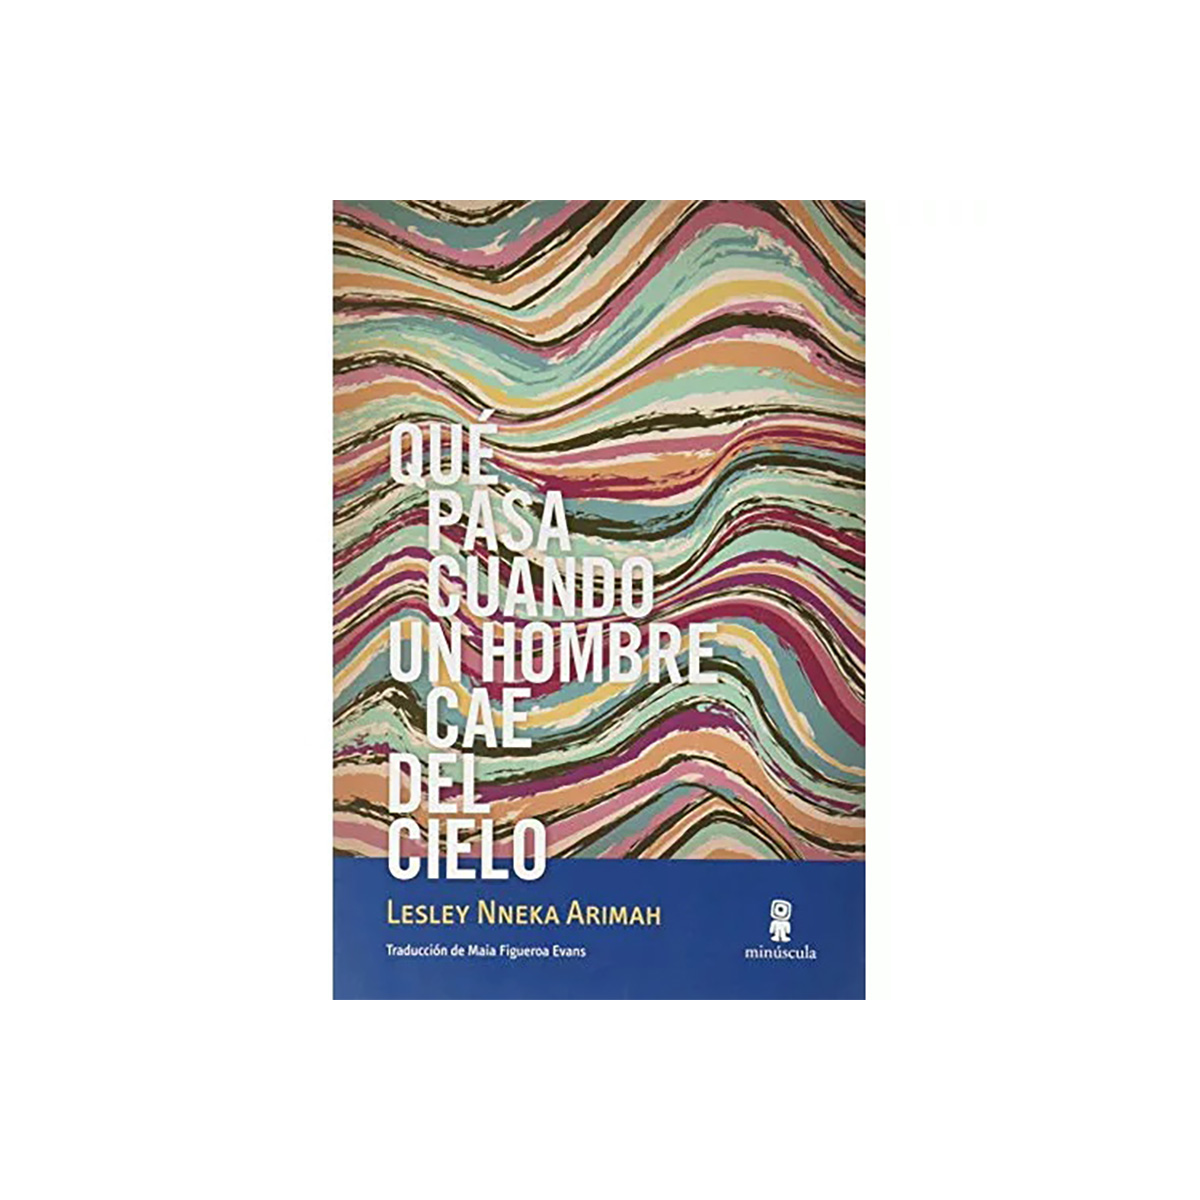 QUÉ
PASA
CUANDO
UN HOMBRE
CAE
DEL
CIELO
LESLEY NNEKA ARIMAH
Traducción de Maia Figueroa Evans
minúscula